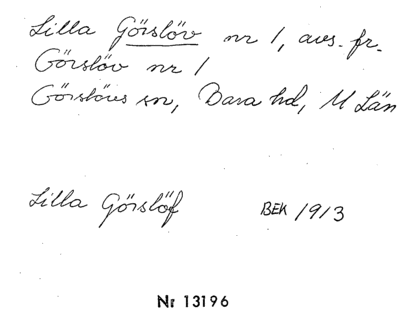 Lilla Görslöv nr 1, avs. fr.
Görslöv nr 1
Görslövs sn, Bara hd, M Län
Lilla Görslöf BEK 1913
Nr 13196